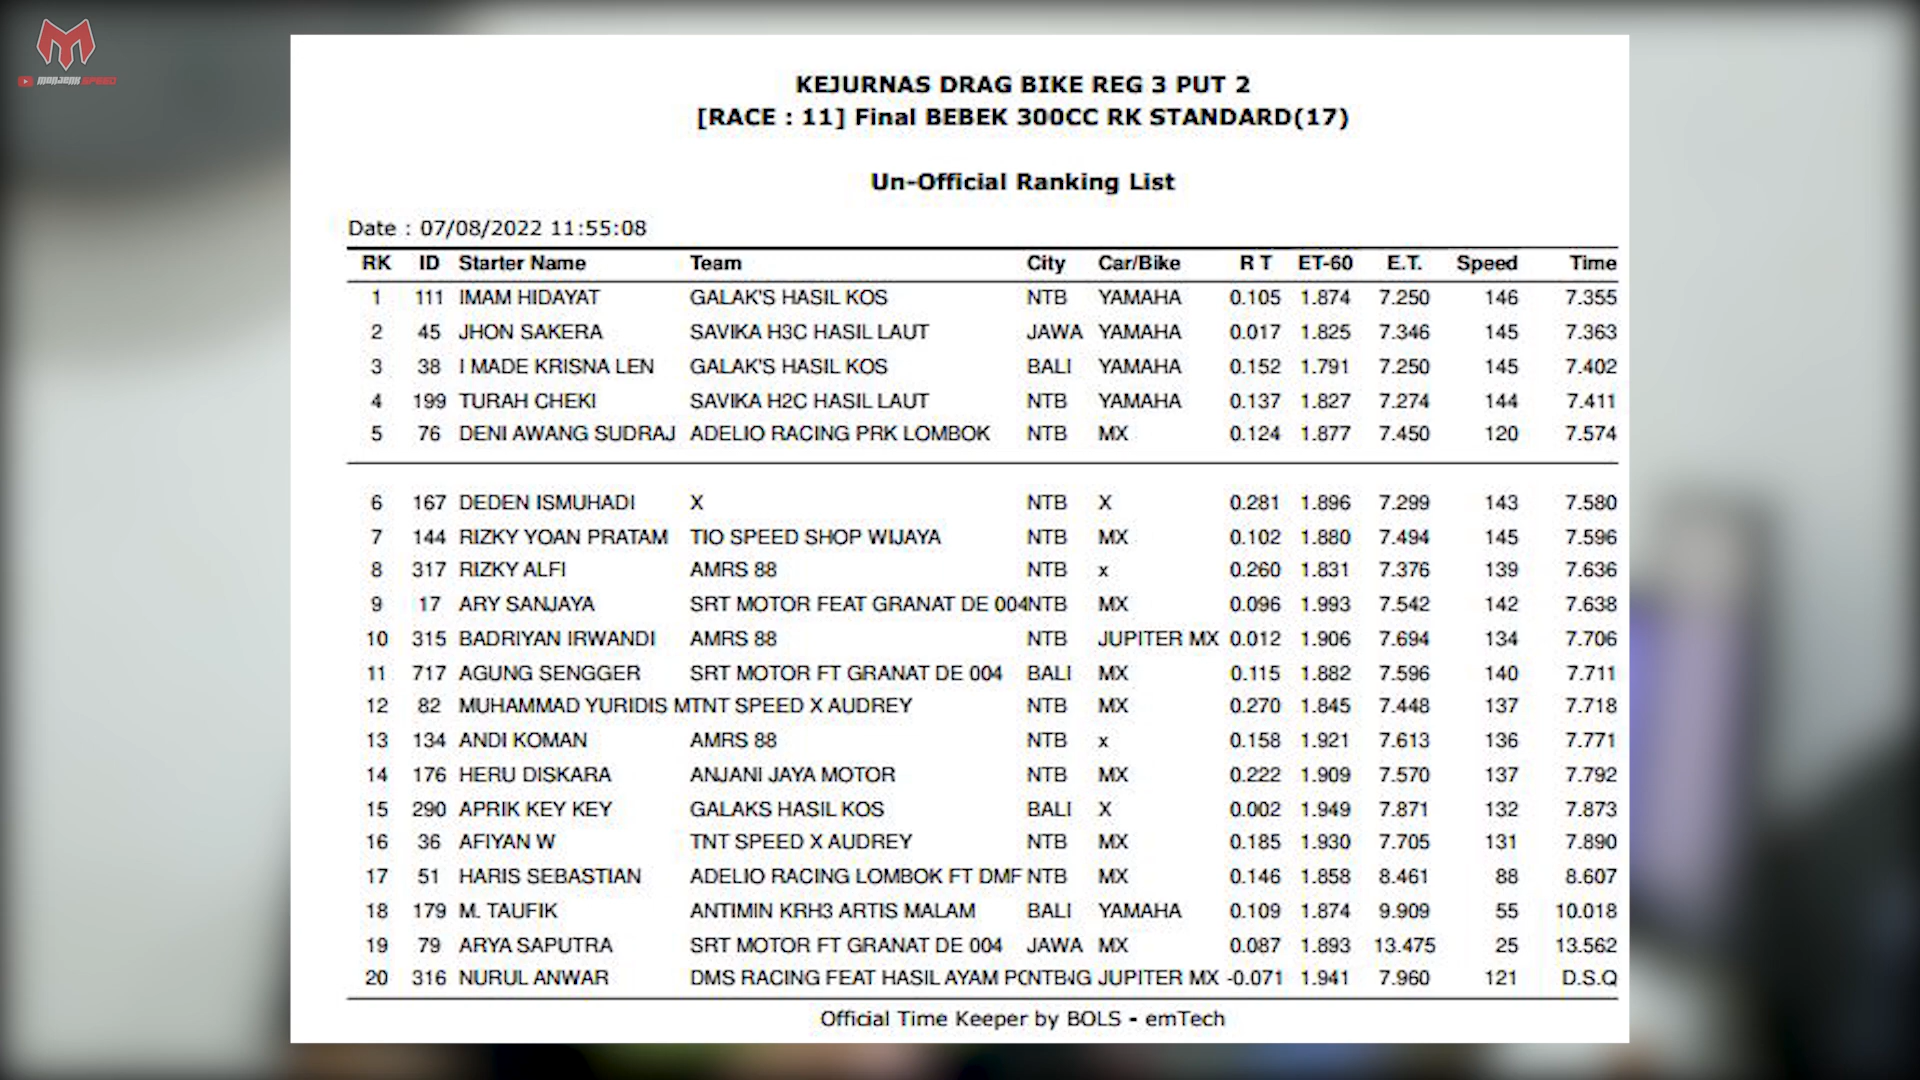 MORJENK SPEED
KEJURNAS DRAG BIKE REG 3 PUT 2
[RACE : 11] Final BEBEK 300CC RK STANDARD(17)
Un-Official Ranking List
Date : 07/08/2022 11:55:08
RK ID Starter Name Team City Car/Bike R T ET-60 E.T. Speed Time
1 111 IMAM HIDAYAT GALAK'S HASIL KOS NTB YAMAHA 0.105 1.874 7.250 146 7.355
2 45 JHON SAKERA SAVIKA H3C HASIL LAUT JAWA YAMAHA 0.017 1.825 7.346 145 7.363
3 38 I MADE KRISNA LEN GALAK'S HASIL KOS BALI YAMAHA 0.152 1.791 7.250 145 7.402
4 199 TURAH CHEKI SAVIKA H2C HASIL LAUT NTB YAMAHA 0.137 1.827 7.274 144 7.411
5 76 DENI AWANG SUDRAJ ADELIO RACING PRK LOMBOK NTB MX 0.124 1.877 7.450 120 7.574
6 167 DEDEN ISMUHADI X NTB X 0.281 1.896 7.299 143 7.580
7 144 RIZKY YOAN PRATAM TIO SPEED SHOP WIJAYA NTB MX 0.102 1.880 7.494 145 7.596
8 317 RIZKY ALFI AMRS 88 NTB x 0.260 1.831 7.376 139 7.636
9 17 ARY SANJAYA SRT MOTOR FEAT GRANAT DE 004 NTB MX 0.096 1.993 7.542 142 7.638
10 315 BADRIYAN IRWANDI AMRS 88 NTB JUPITER MX 0.012 1.906 7.694 134 7.706
11 717 AGUNG SENGGER SRT MOTOR FT GRANAT DE 004 BALI MX 0.115 1.882 7.596 140 7.711
12 82 MUHAMMAD YURIDIS M TNT SPEED X AUDREY NTB MX 0.270 1.845 7.448 137 7.718
13 134 ANDI KOMAN AMRS 88 NTB x 0.158 1.921 7.613 136 7.771
14 176 HERU DISKARA ANJANI JAYA MOTOR NTB MX 0.222 1.909 7.570 137 7.792
15 290 APRIK KEY KEY GALAKS HASIL KOS BALI X 0.002 1.949 7.871 132 7.873
16 36 AFIYAN W TNT SPEED X AUDREY NTB MX 0.185 1.930 7.705 131 7.890
17 51 HARIS SEBASTIAN ADELIO RACING LOMBOK FT DMF NTB MX 0.146 1.858 8.461 88 8.607
18 179 M. TAUFIK ANTIMIN KRH3 ARTIS MALAM BALI YAMAHA 0.109 1.874 9.909 55 10.018
19 79 ARYA SAPUTRA SRT MOTOR FT GRANAT DE 004 JAWA MX 0.087 1.893 13.475 25 13.562
20 316 NURUL ANWAR DMS RACING FEAT HASIL AYAM NTB JUPITER MX -0.071 1.941 7.960 121 D.S.Q
Official Time Keeper by BOLS - emTech